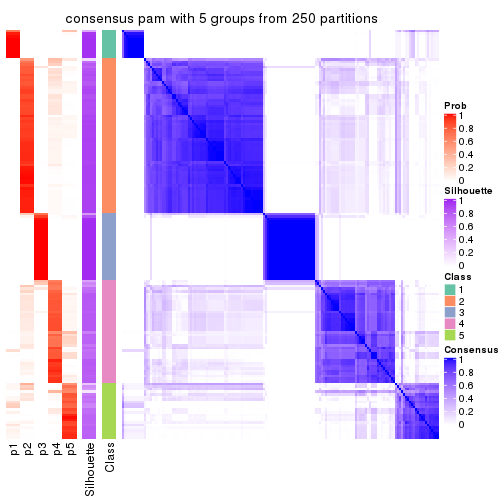 consensus pam with 5 groups from 250 partitions
Prob
1
0.8
0.6
0.4
0.2
0
Silhouette
1
0.8
0.6
0.4
0.2
0
Class
1
2
3
4
5
Consensus
1
0.8
0.6
0.4
0.2
0
p1
p2
p3
p4
p5
Silhouette
Class